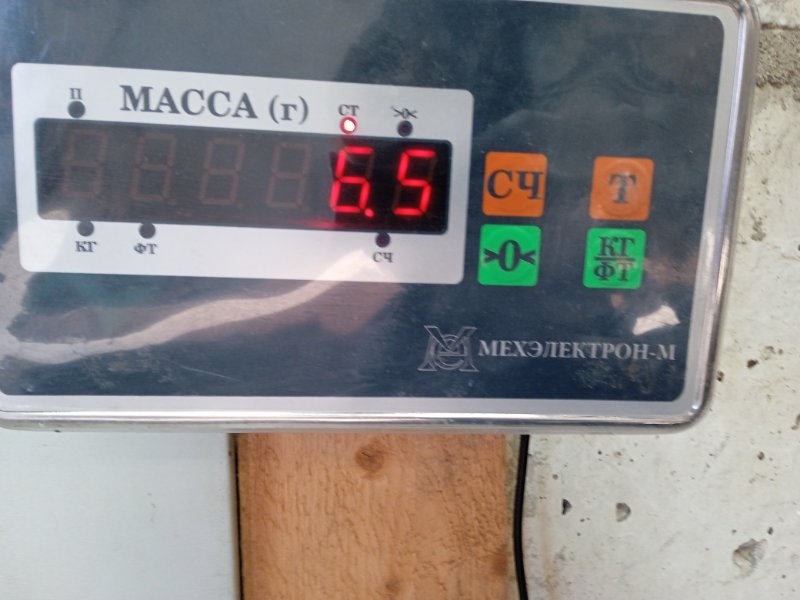 П МАССА (г) СТ >0<
6.5
КГ ФТ СЧ
СЧ Т
>0< КГ
ФТ
МЕХЭЛЕКТРОН-М